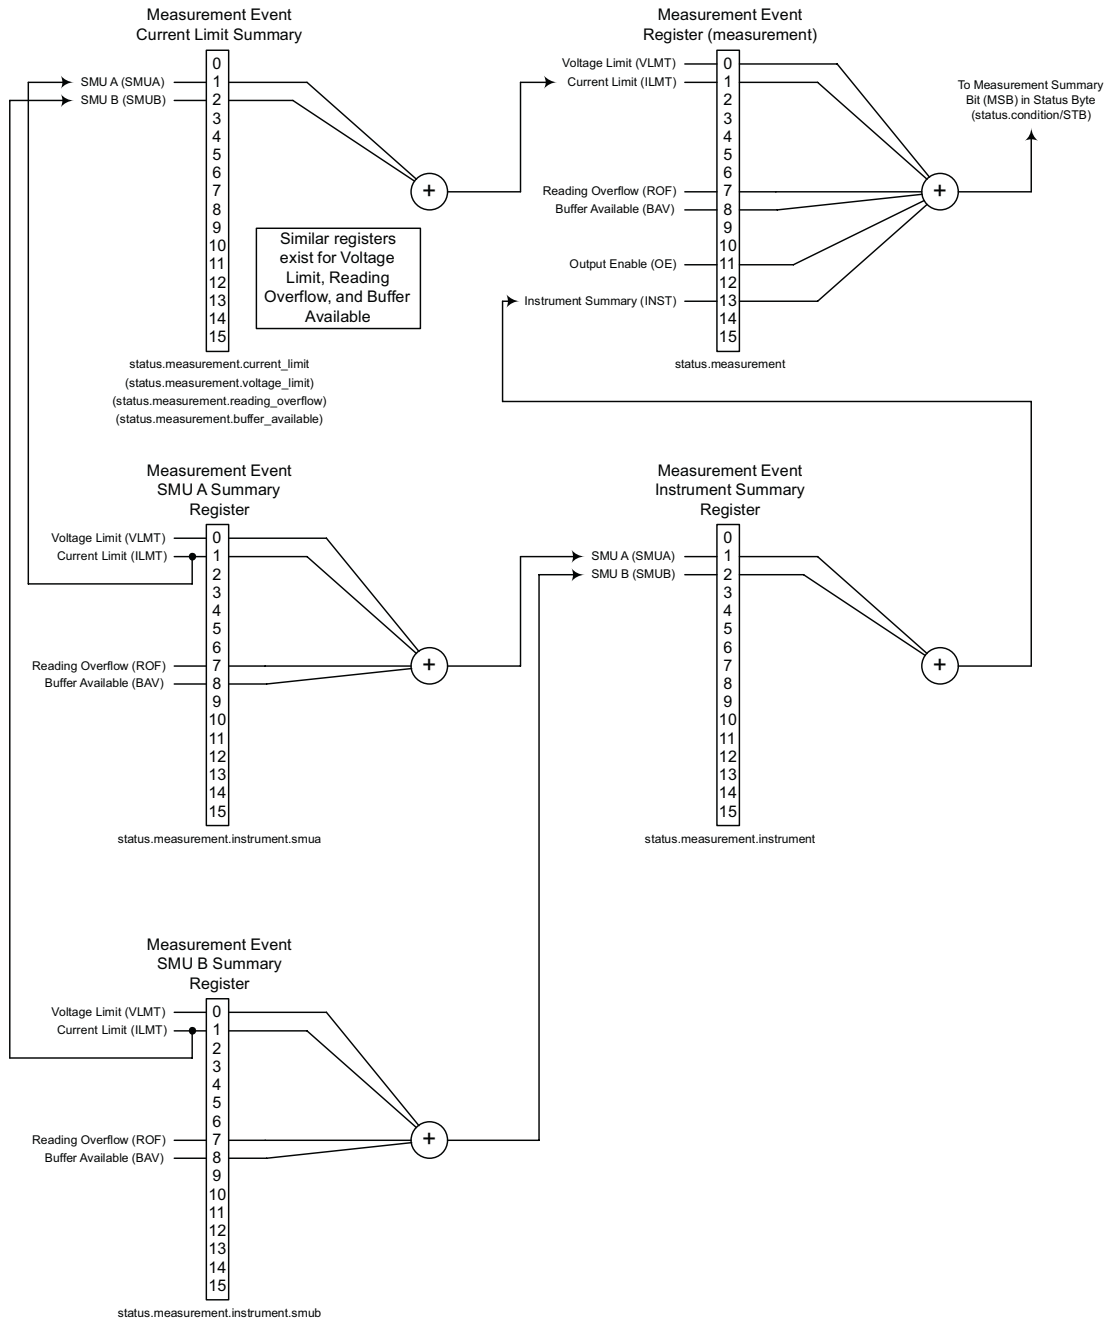 Measurement Event
Current Limit Summary
SMU A (SMUA)
SMU B (SMUB)
0
1
2
3
4
5
6
7
8
9
10
11
12
13
14
15
+
Similar registers
exist for Voltage
Limit, Reading
Overflow, and Buffer
Available
status.measurement.current_limit
(status.measurement.voltage_limit)
(status.measurement.reading_overflow)
(status.measurement.buffer_available)
Measurement Event
Register (measurement)
Voltage Limit (VLMT)
Current Limit (ILMT)
Reading Overflow (ROF)
Buffer Available (BAV)
Output Enable (OE)
Instrument Summary (INST)
0
1
2
3
4
5
6
7
8
9
10
11
12
13
14
15
+
To Measurement Summary
Bit (MSB) in Status Byte
(status.condition/STB)
status.measurement
Measurement Event
SMU A Summary
Register
Voltage Limit (VLMT)
Current Limit (ILMT)
Reading Overflow (ROF)
Buffer Available (BAV)
0
1
2
3
4
5
6
7
8
9
10
11
12
13
14
15
+
status.measurement.instrument.smua
Measurement Event
Instrument Summary
Register
SMU A (SMUA)
SMU B (SMUB)
0
1
2
3
4
5
6
7
8
9
10
11
12
13
14
15
+
status.measurement.instrument
Measurement Event
SMU B Summary
Register
Voltage Limit (VLMT)
Current Limit (ILMT)
Reading Overflow (ROF)
Buffer Available (BAV)
0
1
2
3
4
5
6
7
8
9
10
11
12
13
14
15
+
status.measurement.instrument.smub